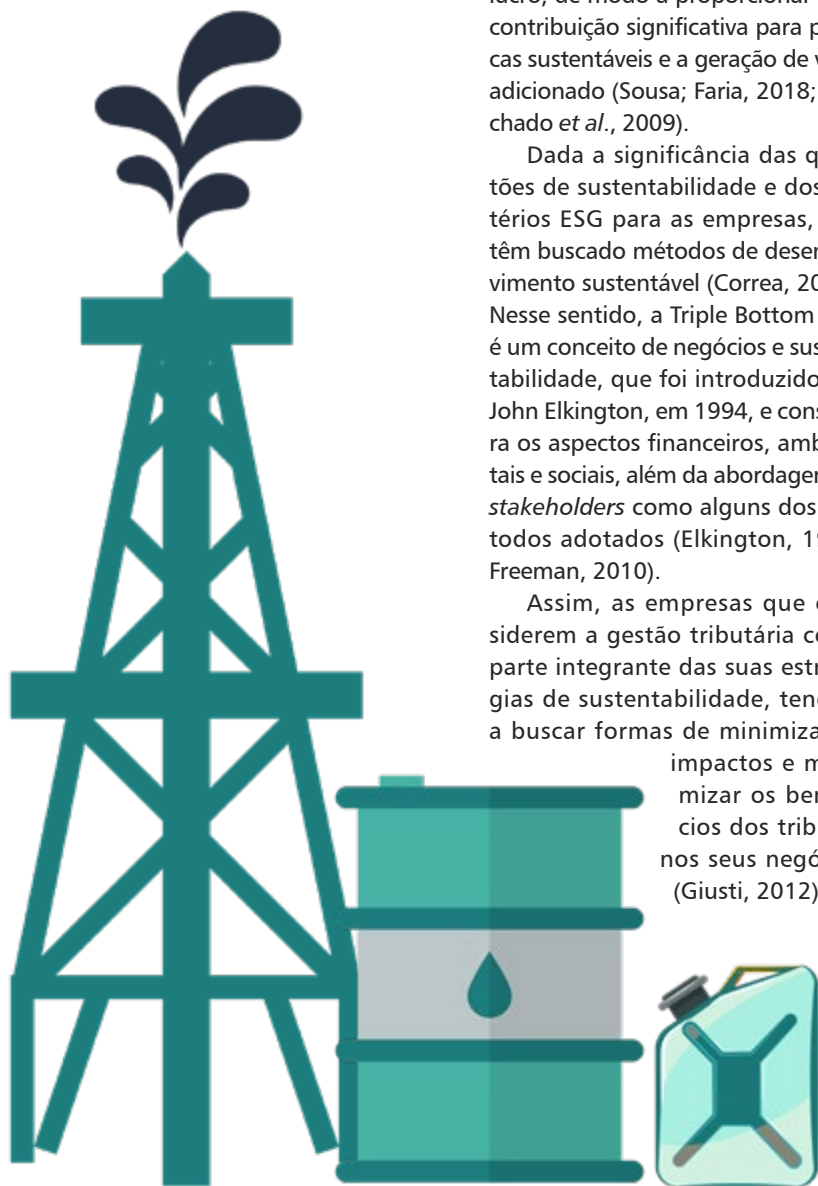 lucro, de modo a proporcionar
contribuição significativa para p
cas sustentáveis e a geração de v
adicionado (Sousa; Faria, 2018;
chado et al., 2009).
Dada a significância das q
tões de sustentabilidade e dos
térios ESG para as empresas,
têm buscado métodos de desen
vimento sustentável (Correa, 20
Nesse sentido, a Triple Bottom
é um conceito de negócios e sus
tabilidade, que foi introduzido
John Elkington, em 1994, e cons
ra os aspectos financeiros, amb
tais e sociais, além da abordagem
stakeholders como alguns dos
todos adotados (Elkington, 19
Freeman, 2010).
Assim, as empresas que c
siderem a gestão tributária co
parte integrante das suas estr
gias de sustentabilidade, tend
a buscar formas de minimiza
impactos e m
mizar os ber
cios dos trib
nos seus negó
(Giusti, 2012)